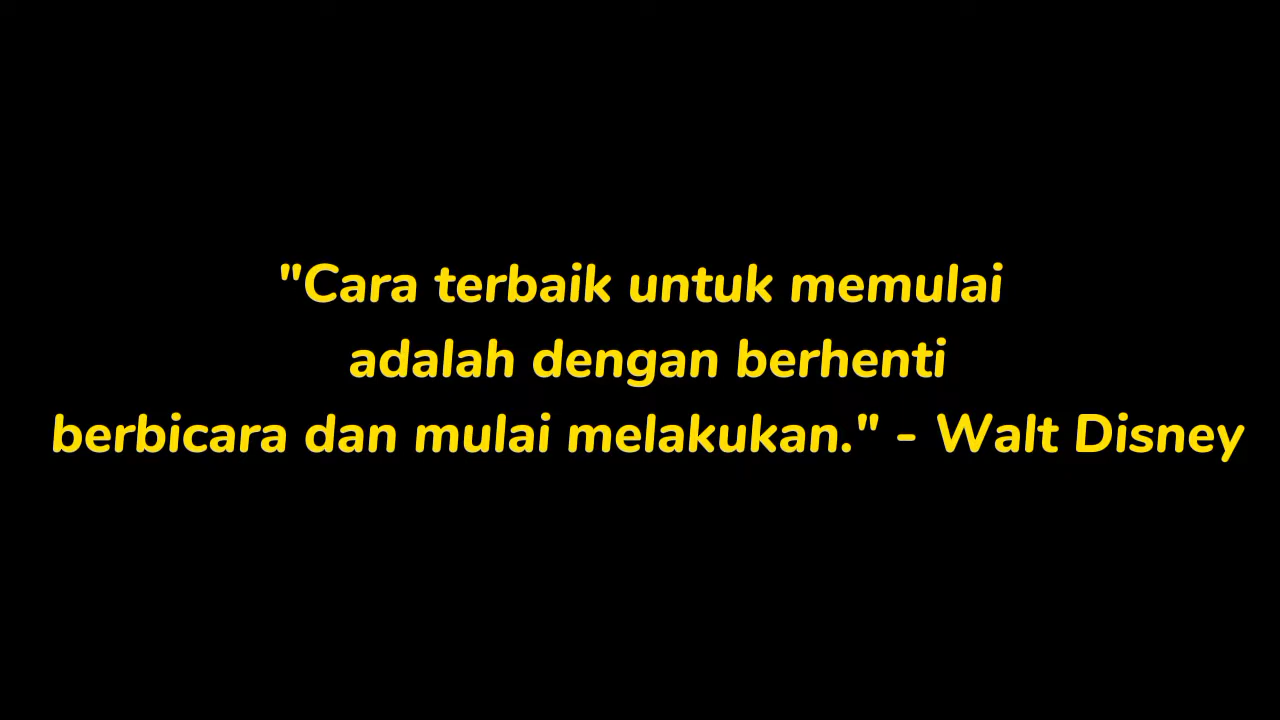 "Cara terbaik untuk memulai
adalah dengan berhenti
berbicara dan mulai melakukan." - Walt Disney